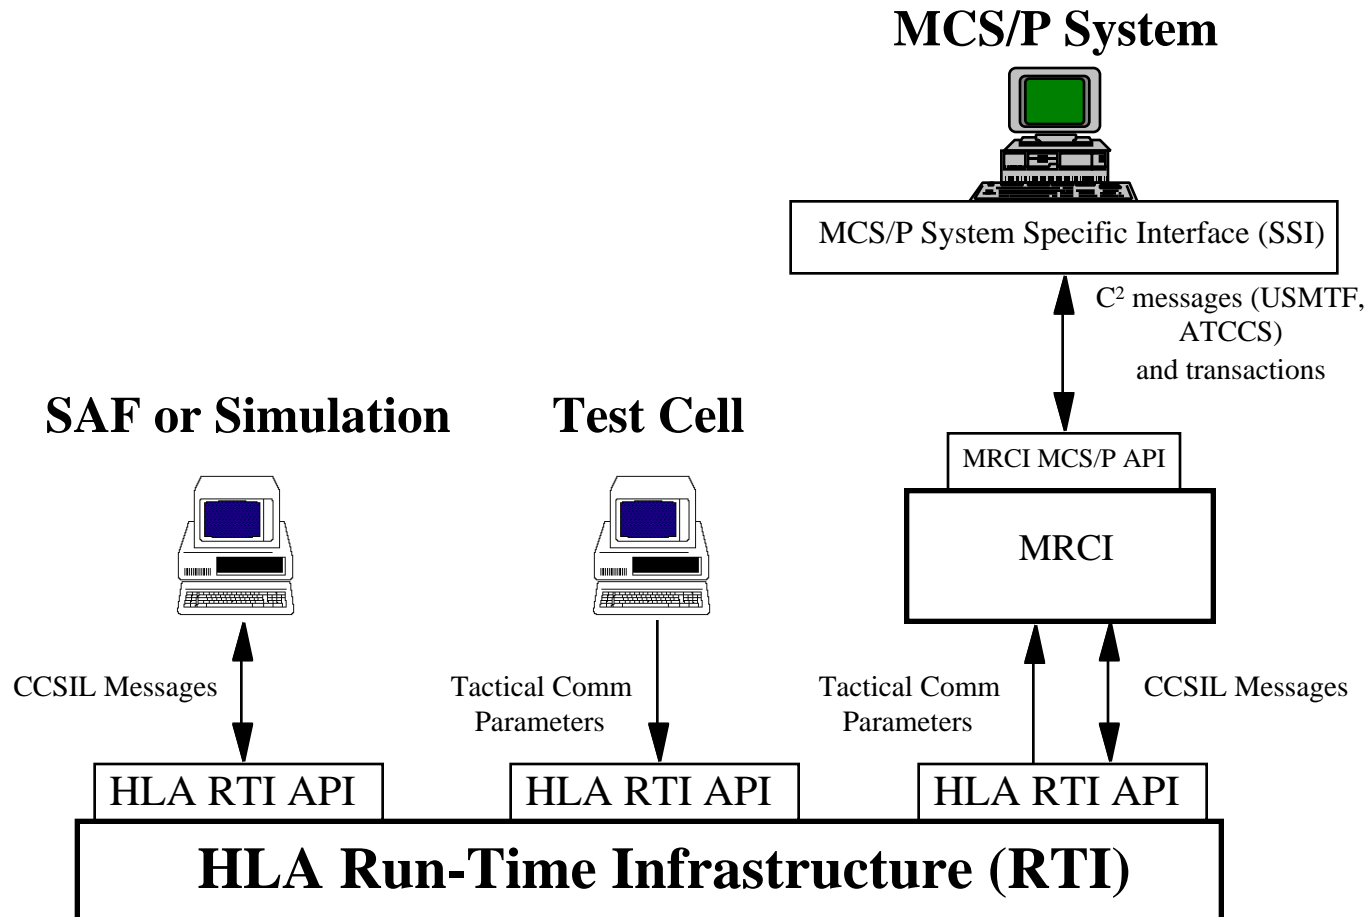 MCS/P System
MCS/P System Specific Interface (SSI)
C² messages (USMTF,
ATCCS)
and transactions
SAF or Simulation
Test Cell
MRCI MCS/P API
MRCI
CCSIL Messages
Tactical Comm
Parameters
Tactical Comm
Parameters
CCSIL Messages
HLA RTI API
HLA RTI API
HLA RTI API
HLA Run-Time Infrastructure (RTI)